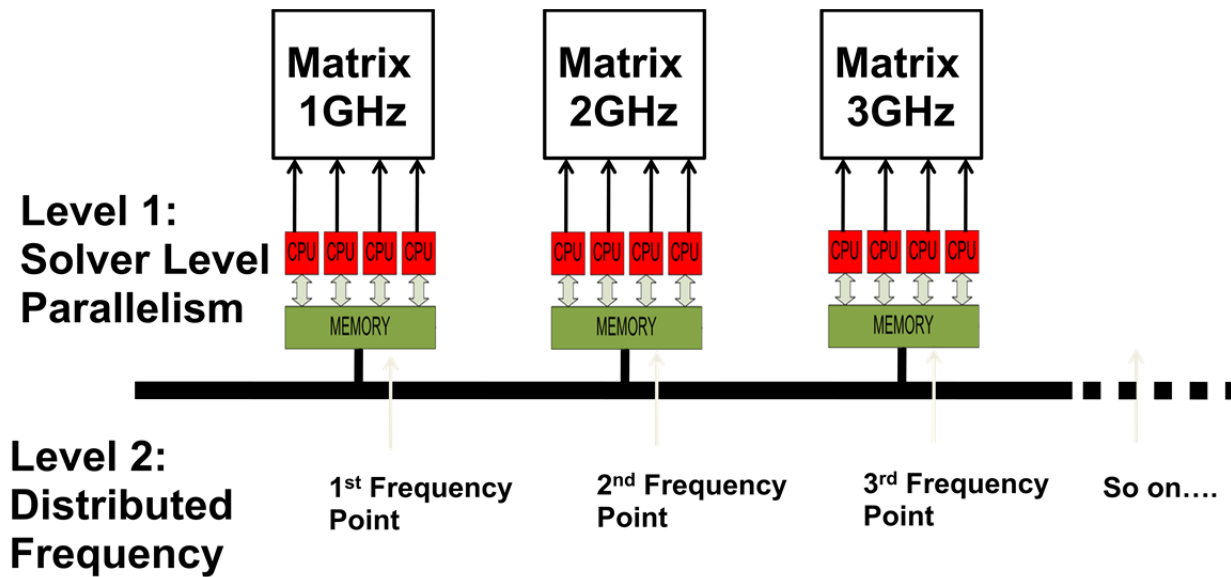 Matrix
1GHz
Matrix
2GHz
Matrix
3GHz
Level 1:
Solver Level
Parallelism
CPU CPU CPU CPU
CPU CPU CPU CPU
CPU CPU CPU CPU
MEMORY
MEMORY
MEMORY
Level 2:
Distributed
Frequency
1st Frequency
Point
2nd Frequency
Point
3rd Frequency
Point
So on....